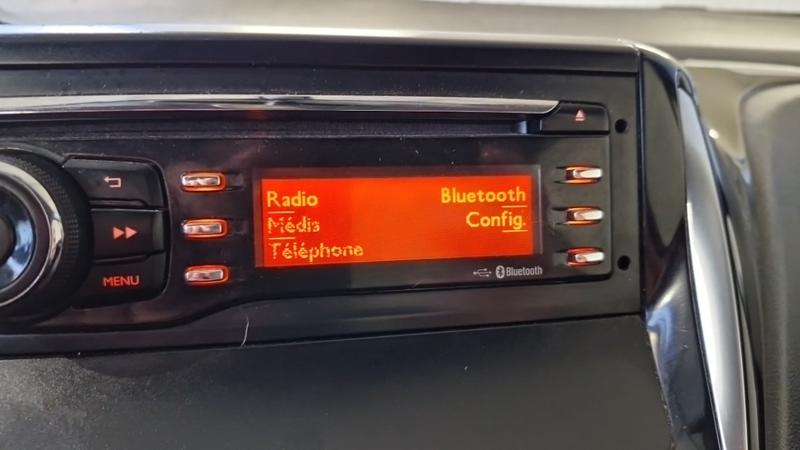 Radio
Bluetooth
Média
Config.
Téléphone
MENU
Bluetooth